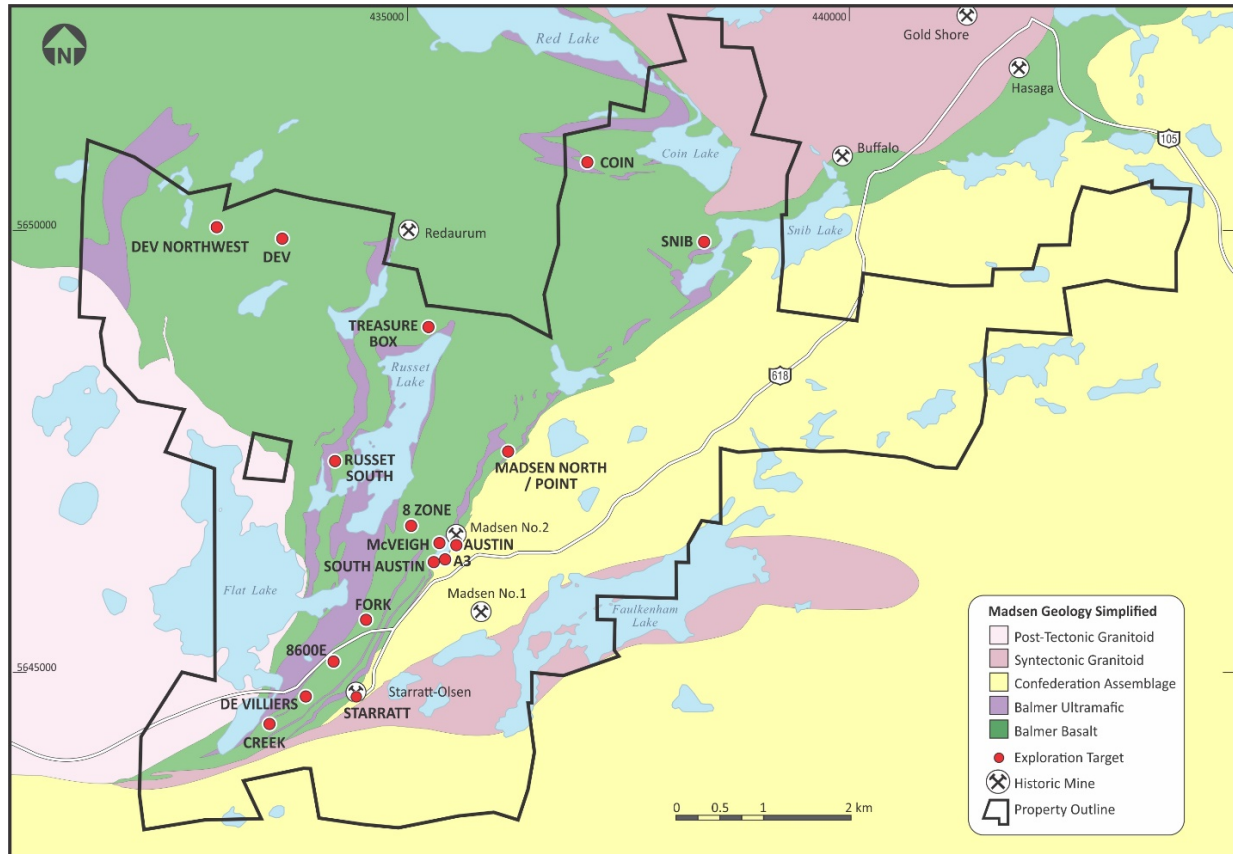 435000
440000
N
Red Lake
Gold Shore
Hasaga
105
Buffalo
Coin Lake
COIN
5650000
Redaurum
DEV NORTHWEST
DEV
SNIB
Snib Lake
TREASURE
BOX
Russet
Lake
618
RUSSET
SOUTH
MADSEN NORTH
/ POINT
8 ZONE
Madsen No.2
McVEIGH
AUSTIN
SOUTH AUSTIN
A3
Flat Lake
Madsen No.1
Faulkenham
Lake
FORK
8600E
5645000
Starratt-Olsen
DE VILLIERS
STARRATT
CREEK
Madsen Geology Simplified
Post-Tectonic Granitoid
Syntectonic Granitoid
Confederation Assemblage
Balmer Ultramafic
Balmer Basalt
Exploration Target
Historic Mine
Property Outline
0 0.5 1 2 km